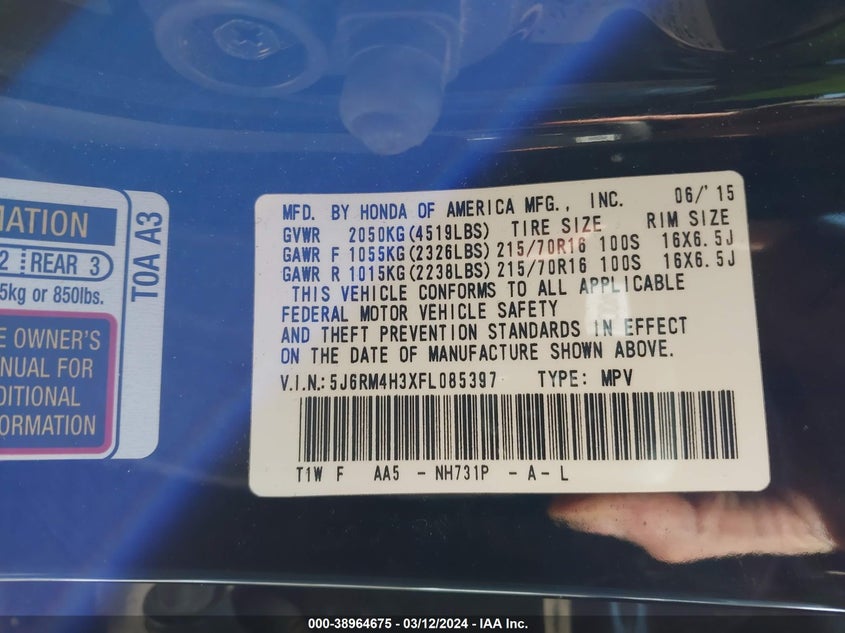 MATION
2 REAR 3
5kg or 850lbs.
E OWNER'S
ANUAL FOR
DITIONAL
FORMATION
TOA A3
MFD. BY HONDA OF AMERICA MFG., INC. 06/'15
GVWR 2050KG(4519LBS) TIRE SIZE RIM SIZE
GAWR F 1055KG(2326LBS) 215/70R16 100S 16X6.5J
GAWR R 1015KG(2238LBS) 215/70R16 100S 16X6.5J
THIS VEHICLE CONFORMS TO ALL APPLICABLE
FEDERAL MOTOR VEHICLE SAFETY
AND THEFT PREVENTION STANDARDS IN EFFECT
ON THE DATE OF MANUFACTURE SHOWN ABOVE.
V.I.N.: 5J6RM4H3XFL085397 TYPE: MPV
T1W F AA5 - NH731P - A - L
000-38964675 - 03/12/2024 - IAA Inc.